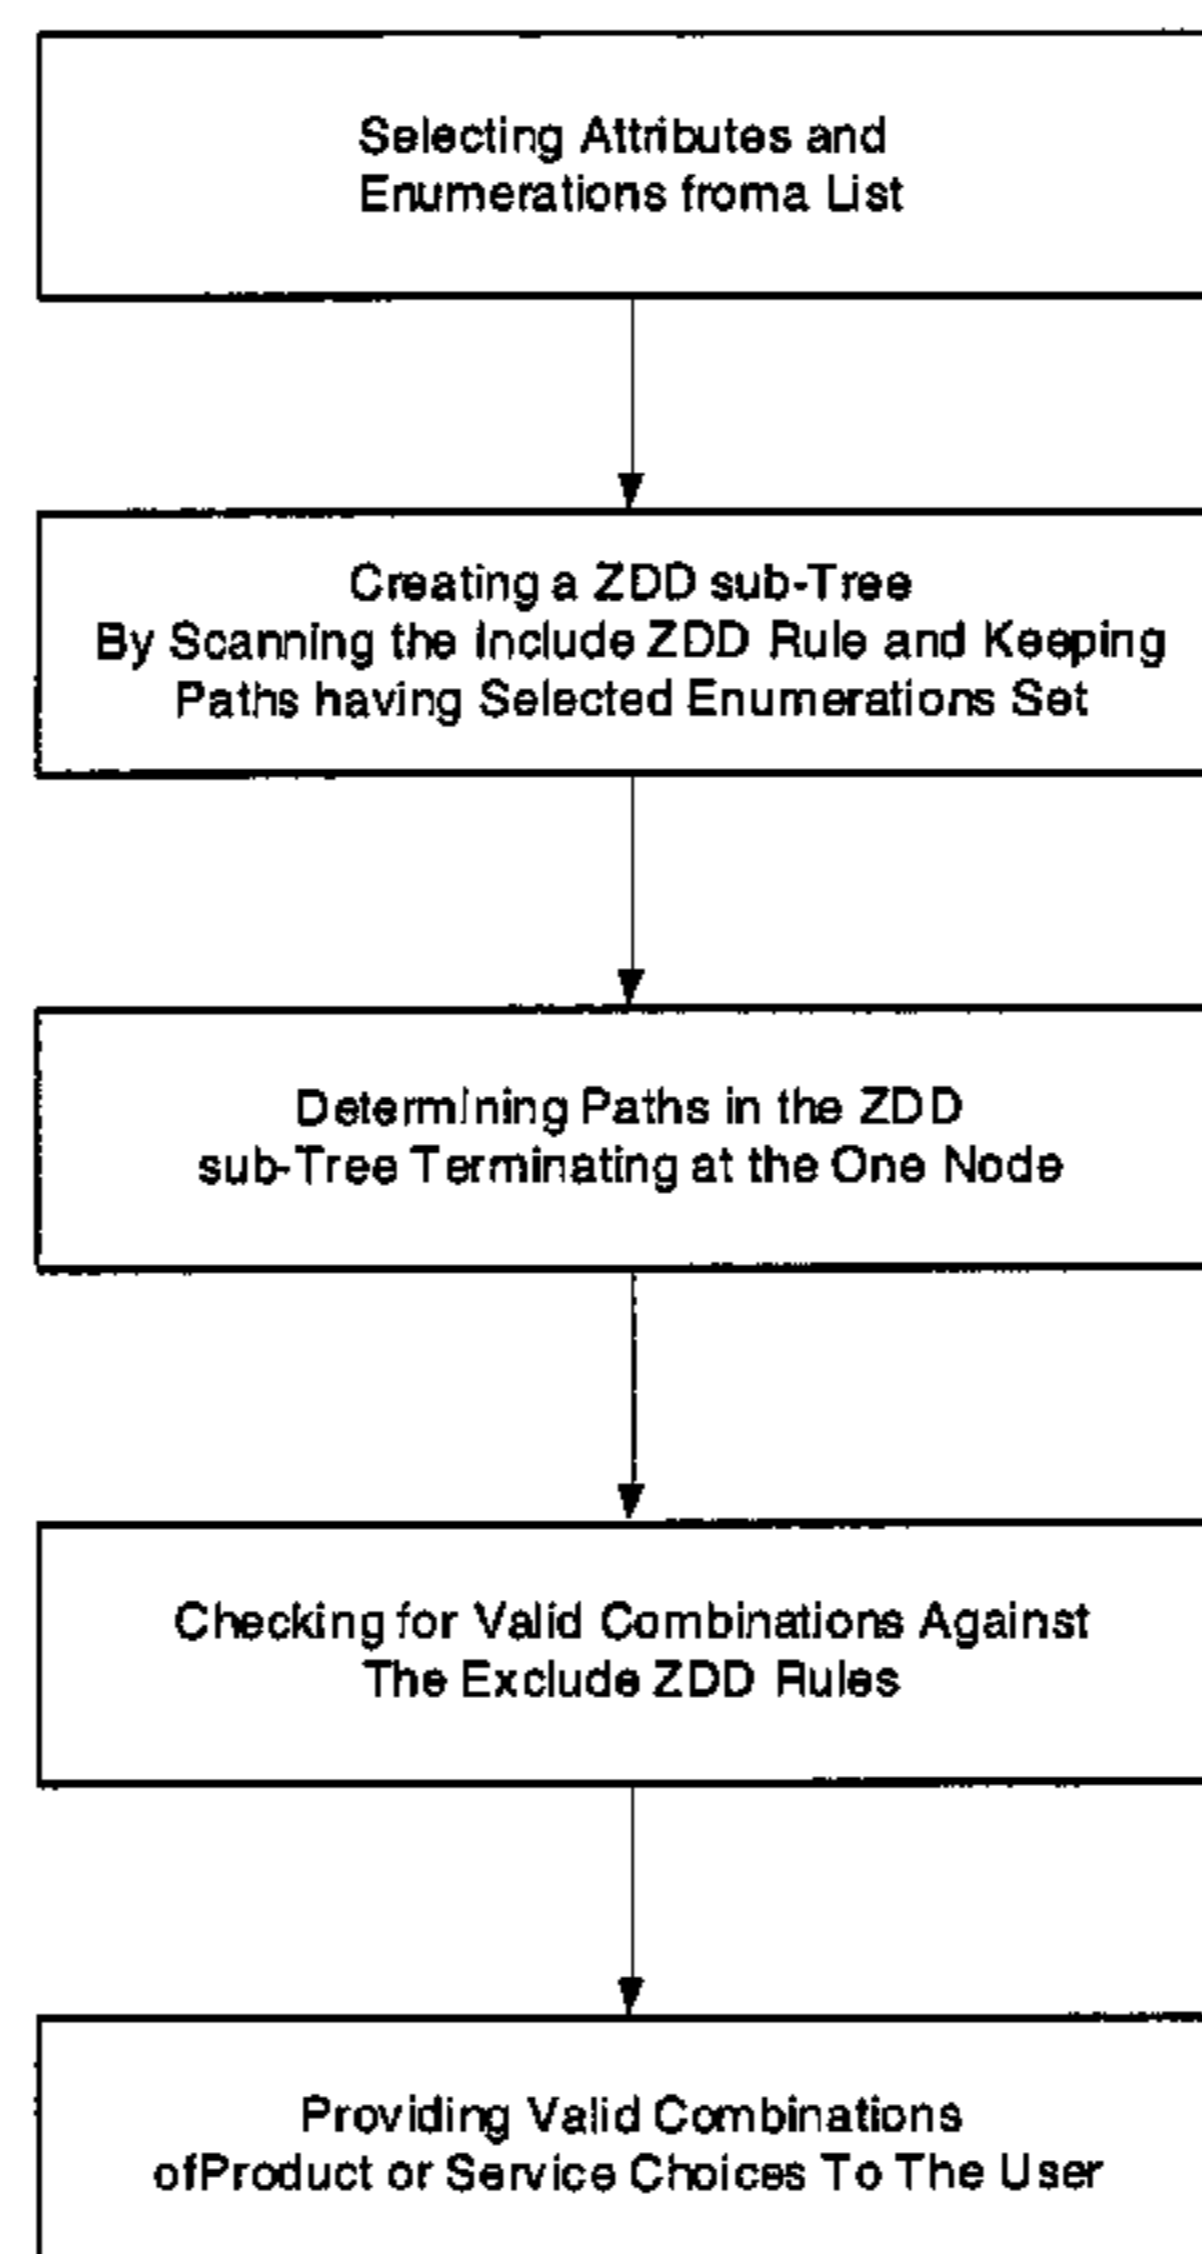 Selecting Attributes and
Enumerations froma List
Creating a ZDD sub-Tree
By Scanning the Include ZDD Rule and Keeping
Paths having Selected Enumerations Set
Determining Paths in the ZDD
sub-Tree Terminating at the One Node
Checking for Valid Combinations Against
The Exclude ZDD Rules
Providing Valid Combinations
ofProduct or Service Choices To The User